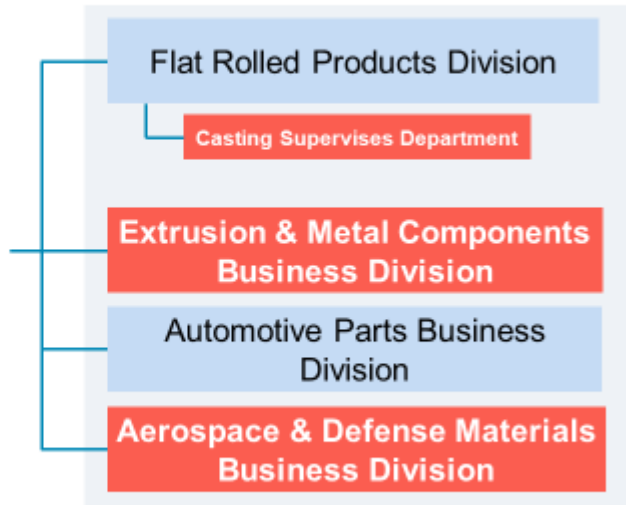 Flat Rolled Products Division
Casting Supervises Department
Extrusion & Metal Components
Business Division
Automotive Parts Business
Division
Aerospace & Defense Materials
Business Division